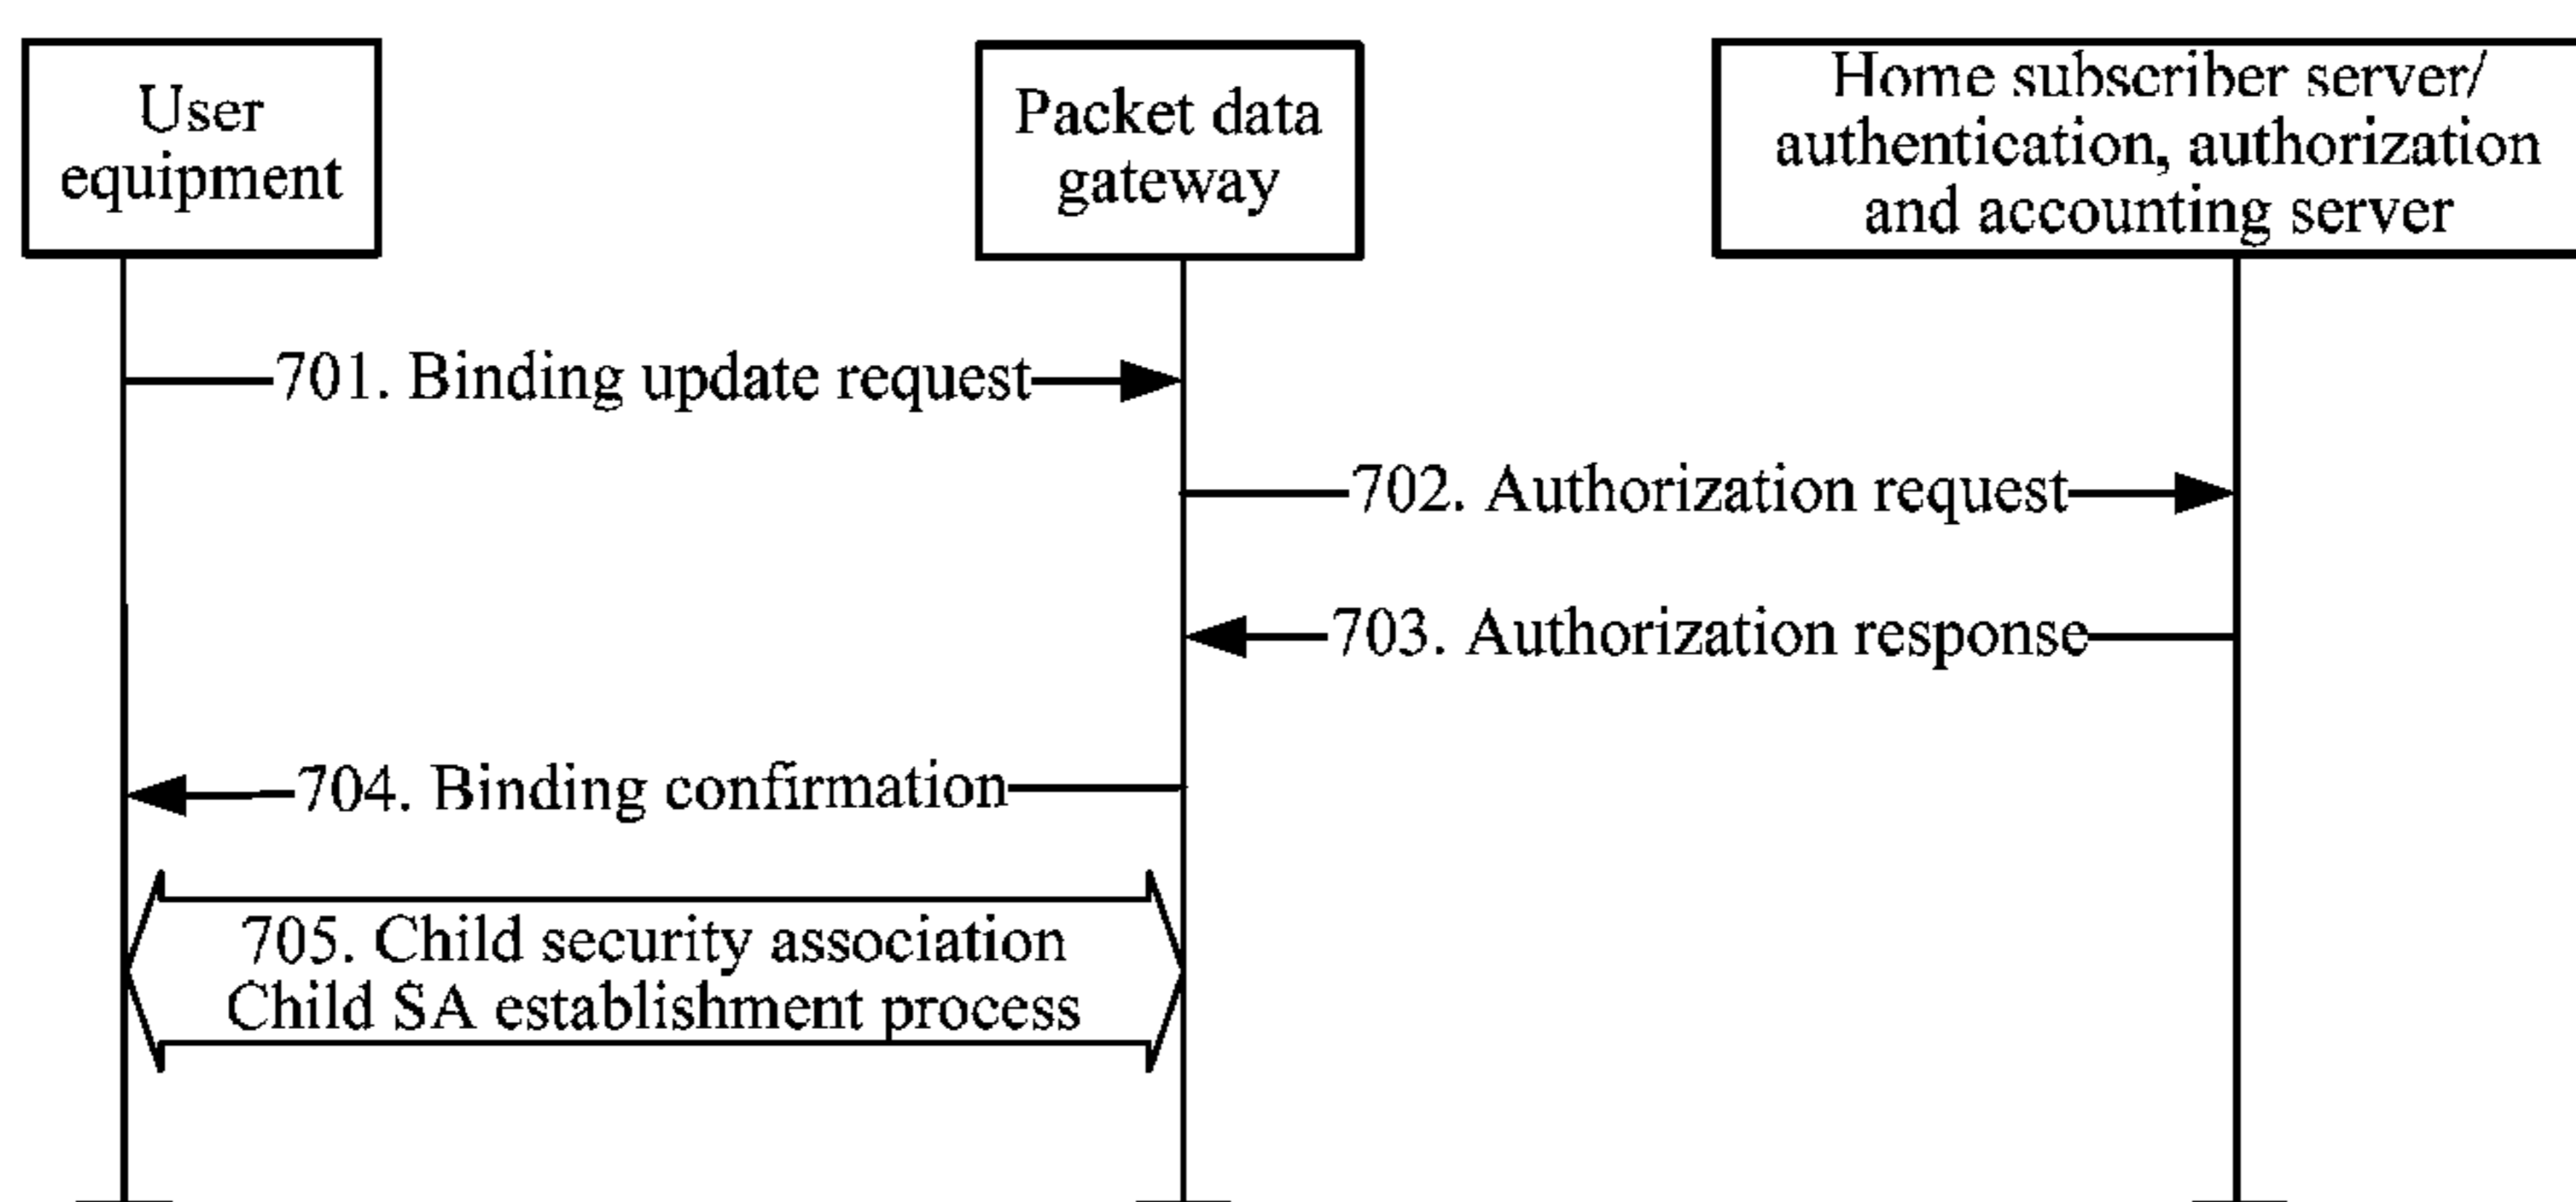 User
equipment
Packet data
gateway
Home subscriber server/
authentication, authorization
and accounting server
701. Binding update request
702. Authorization request
703. Authorization response
704. Binding confirmation
705. Child security association
Child SA establishment process